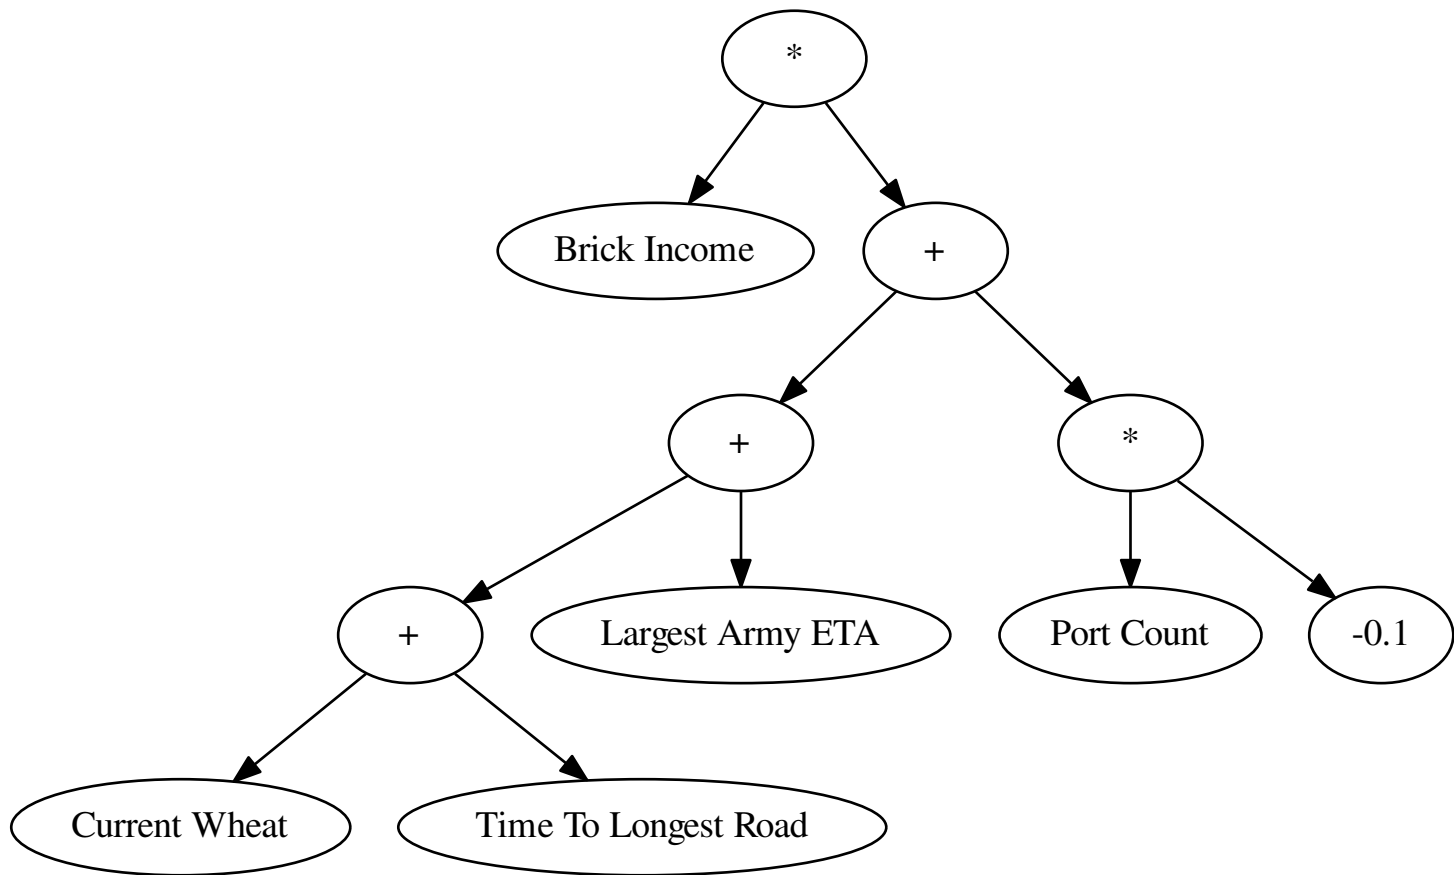 *
Brick Income
+
+
*
+
Largest Army ETA
Port Count
-0.1
Current Wheat
Time To Longest Road